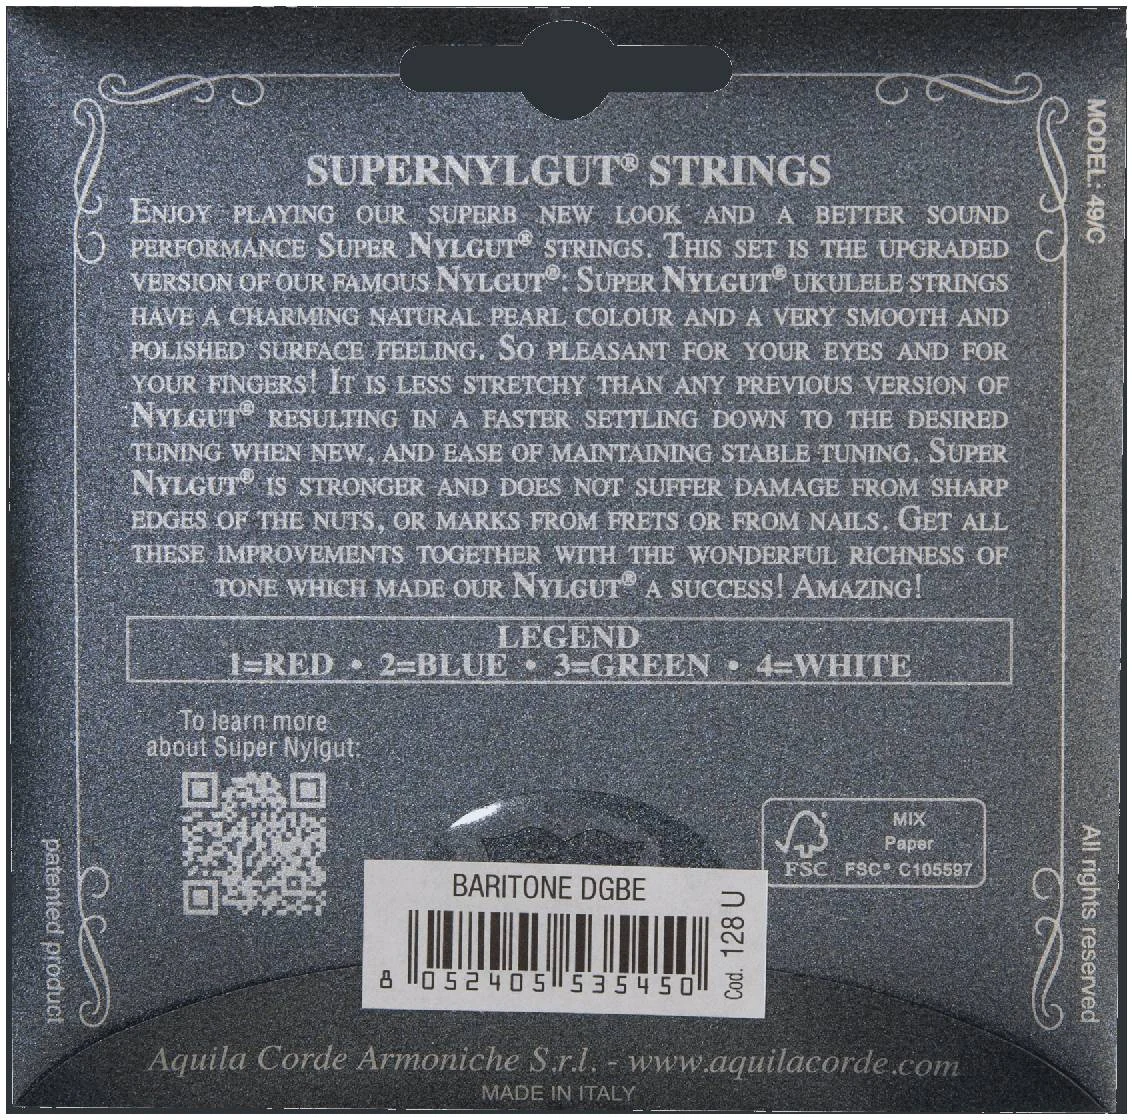 SUPERNYLGUT® STRINGS
ENJOY PLAYING OUR SUPERB NEW LOOK AND A BETTER SOUND
PERFORMANCE SUPER NYLGUT® STRINGS. THIS SET IS THE UPGRADED
VERSION OF OUR FAMOUS NYLGUT®: SUPER NYLGUT® UKULELE STRINGS
HAVE A CHARMING NATURAL PEARL COLOUR AND A VERY SMOOTH AND
POLISHED SURFACE FEELING. SO PLEASANT FOR YOUR EYES AND FOR
YOUR FINGERS! IT IS LESS STRETCHY THAN ANY PREVIOUS VERSION OF
NYLGUT® RESULTING IN A FASTER SETTLING DOWN TO THE DESIRED
TUNING WHEN NEW, AND EASE OF MAINTAINING STABLE TUNING. SUPER
NYLGUT® IS STRONGER AND DOES NOT SUFFER DAMAGE FROM SHARP
EDGES OF THE NUTS, OR MARKS FROM FRETS OR FROM NAILS. GET ALL
THESE IMPROVEMENTS TOGETHER WITH THE WONDERFUL RICHNESS OF
TONE WHICH MADE OUR NYLGUT® A SUCCESS! AMAZING!
LEGEND
1=RED • 2=BLUE • 3=GREEN • 4=WHITE
To learn more
about Super Nylgut:
MIX
Paper
FSC FSC® C105597
BARITONE DGBE
8 052405 535450
Cod. 128 U
MODEL: 49/C
All rights reserved
patented product
Aquila Corde Armoniche S.r.l. - www.aquilacorde.com
MADE IN ITALY